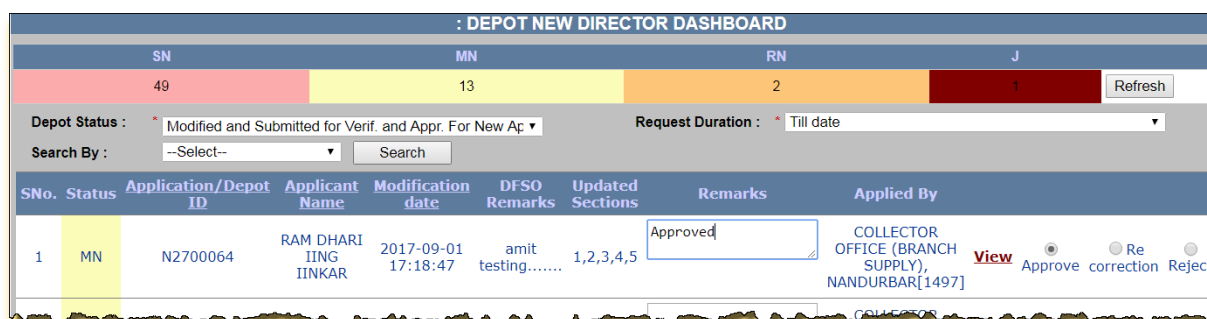 : DEPOT NEW DIRECTOR DASHBOARD
SN MN RN J
49 13 2 1 Refresh
Depot Status : * Modified and Submitted for Verif. and Appr. For New Ap Request Duration : * Till date
Search By : --Select-- Search
SNo. Status Application/Depot ID Applicant Name Modification date DFSO Remarks Updated Sections Remarks Applied By
1 MN N2700064 RAM DHARI IING IINKAR 2017-09-01 17:18:47 amit testing....... 1,2,3,4,5 Approved COLLECTOR OFFICE (BRANCH SUPPLY), NANDURBAR[1497] View Approve Re correction Rejec
COLLECTOR